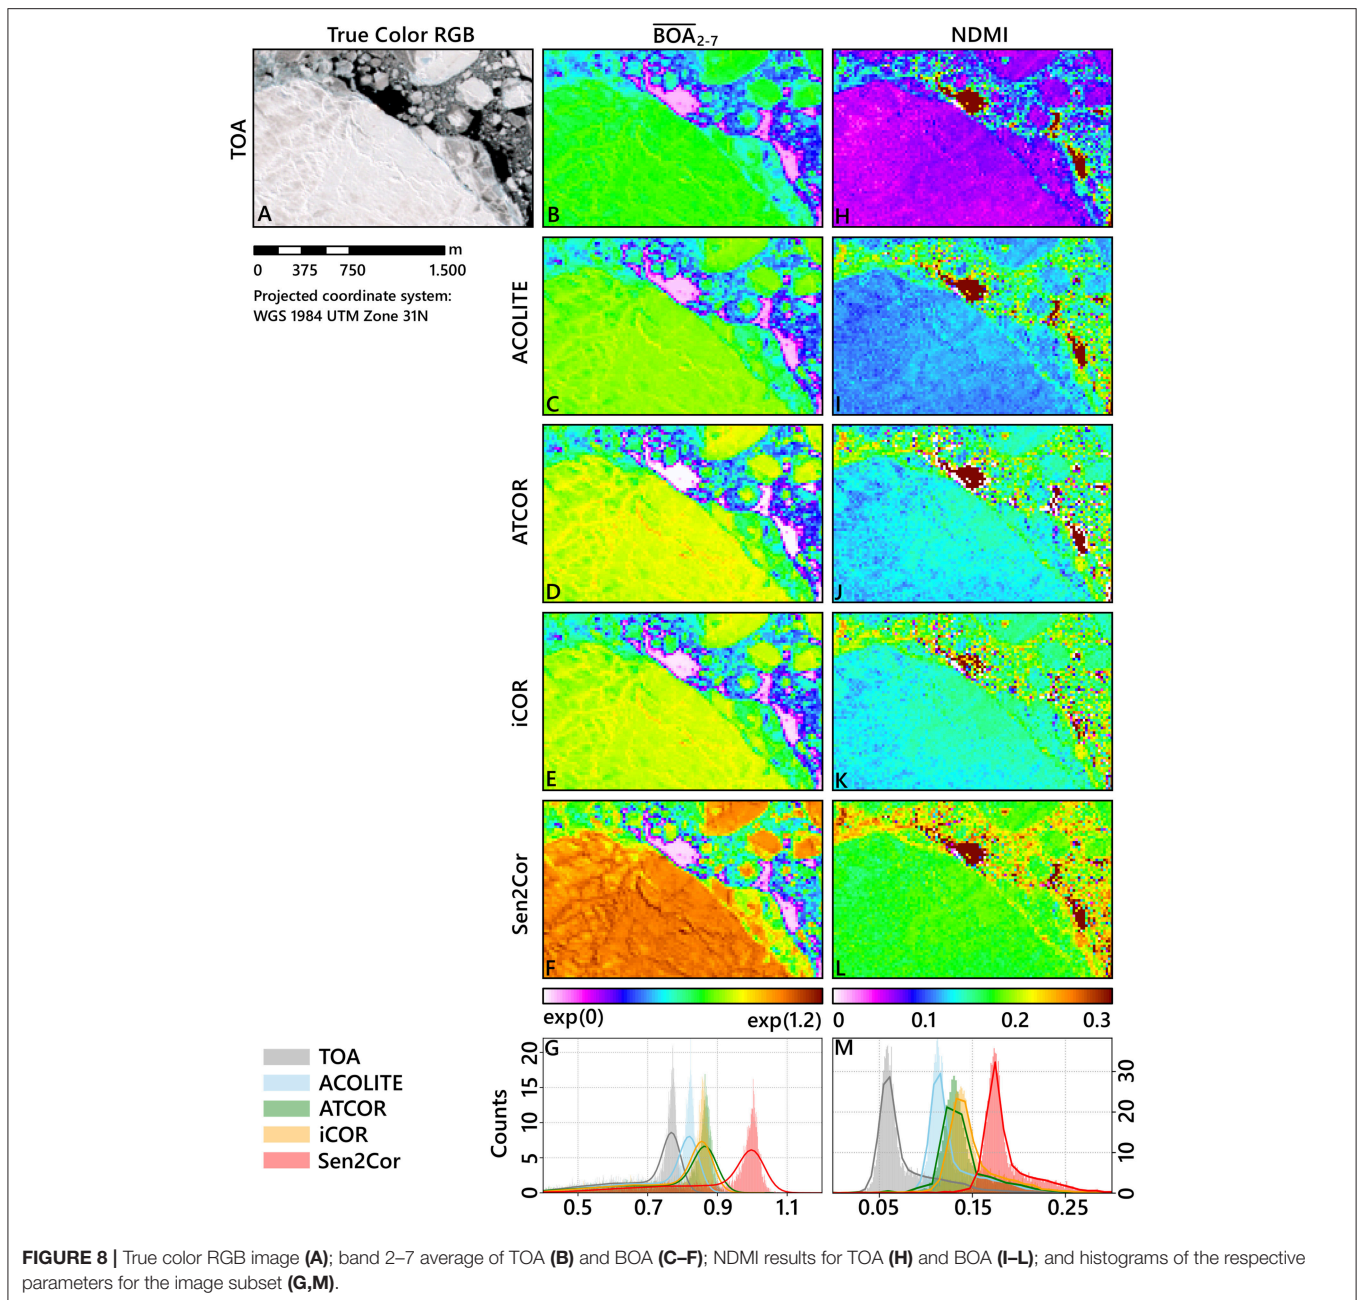 True Color RGB
BOA2-7
NDMI
TOA
A
B
H
0 375 750 1.500 m
Projected coordinate system:
WGS 1984 UTM Zone 31N
ACOLITE
C
I
ATCOR
D
J
iCOR
E
K
Sen2Cor
F
L
exp(0) exp(1.2)
0 0.1 0.2 0.3
TOA
ACOLITE
ATCOR
iCOR
Sen2Cor
Counts
G
20
15
10
5
0
0.5 0.7 0.9 1.1
M
30
20
10
0
0.05 0.15 0.25
FIGURE 8 | True color RGB image (A); band 2–7 average of TOA (B) and BOA (C–F); NDMI results for TOA (H) and BOA (I–L); and histograms of the respective
parameters for the image subset (G,M).